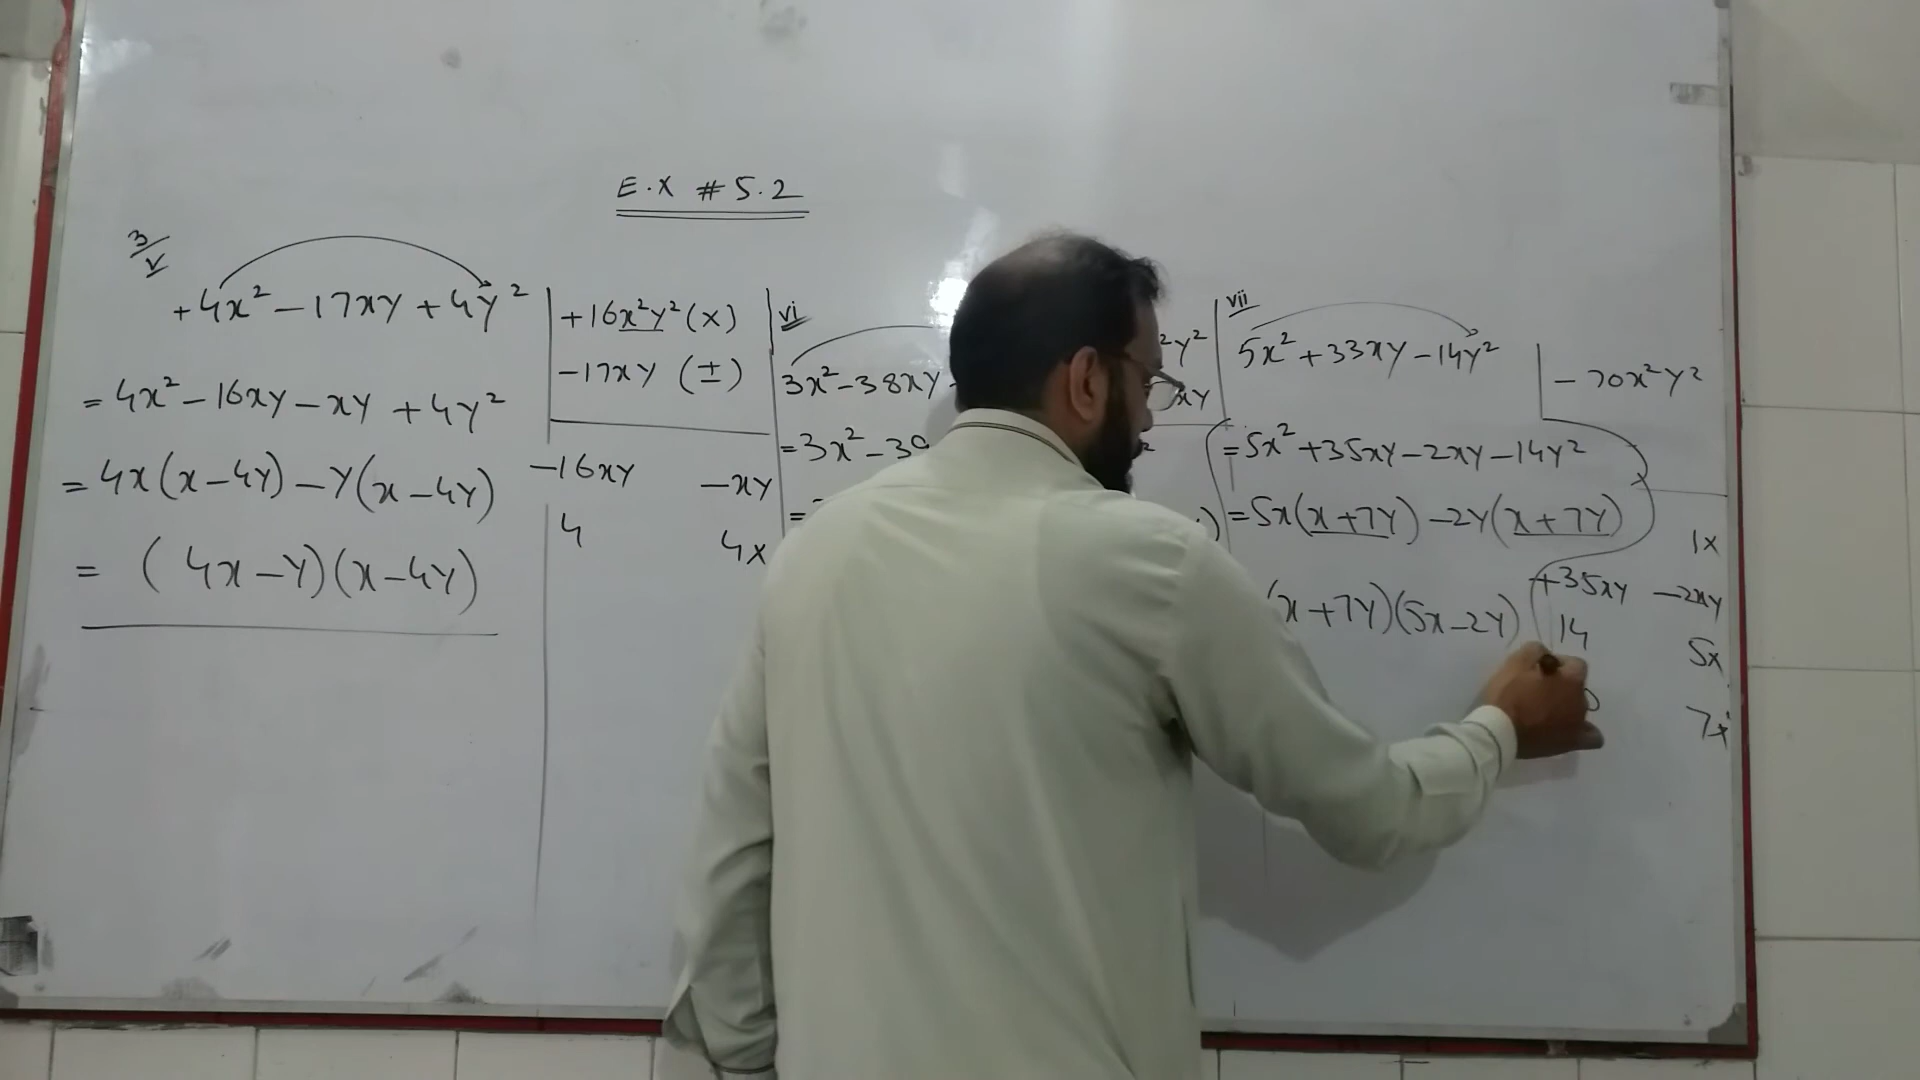 E.X # 5.2
3/v
+4x² - 17xy + 4y²
= 4x² - 16xy - xy + 4y²
= 4x(x-4y) - y(x-4y)
= (4x-y)(x-4y)
+16x²y² (x)
-17xy (±)
-16xy -xy
4 4x
vi
3x² - 38xy
= 3x² - 3
=
²y²
xy
vii
5x² + 33xy - 14y²
= 5x² + 35xy - 2xy - 14y²
= 5x(x+7y) - 2y(x+7y)
(x+7y)(5x-2y)
-70x²y²
1x
+35xy -2xy
14 5x
7x